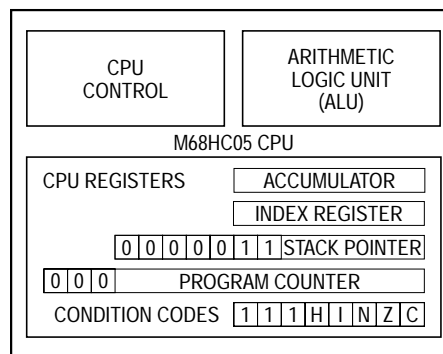 CPU
CONTROL
ARITHMETIC
LOGIC UNIT
(ALU)
M68HC05 CPU
CPU REGISTERS ACCUMULATOR
INDEX REGISTER
0 0 0 0 0 1 1 STACK POINTER
0 0 0 PROGRAM COUNTER
CONDITION CODES 1 1 1 H I N Z C